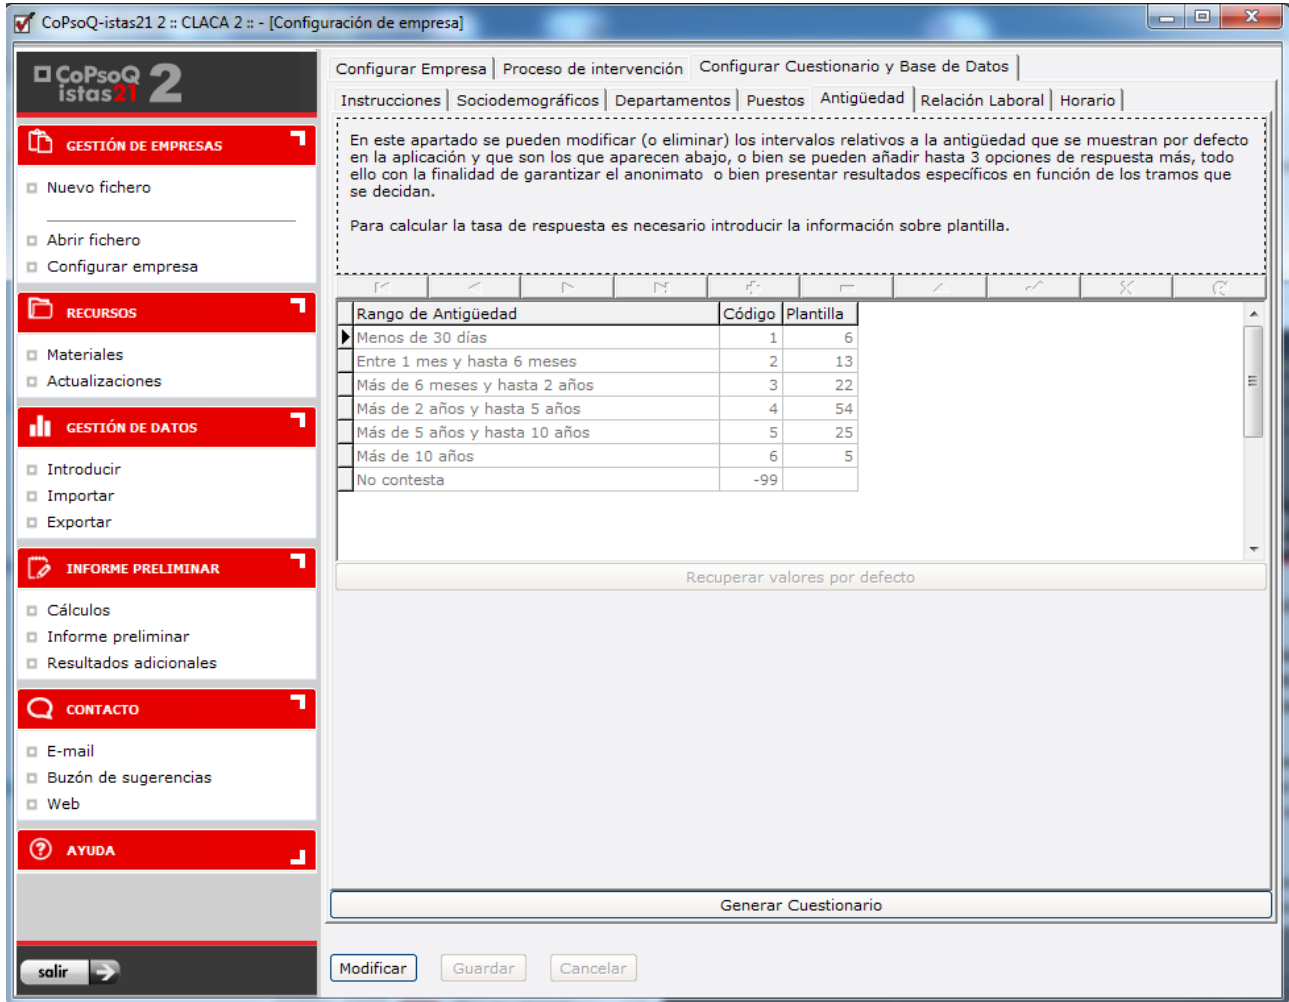 CoPsoQ-istas21 2 :: CLACA 2 :: - [Configuración de empresa]
CoPsoQ 2
istas21
GESTIÓN DE EMPRESAS
Nuevo fichero
Abrir fichero
Configurar empresa
RECURSOS
Materiales
Actualizaciones
GESTIÓN DE DATOS
Introducir
Importar
Exportar
INFORME PRELIMINAR
Cálculos
Informe preliminar
Resultados adicionales
CONTACTO
E-mail
Buzón de sugerencias
Web
AYUDA
salir
Configurar Empresa Proceso de intervención Configurar Cuestionario y Base de Datos
Instrucciones Sociodemográficos Departamentos Puestos Antigüedad Relación Laboral Horario
En este apartado se pueden modificar (o eliminar) los intervalos relativos a la antigüedad que se muestran por defecto
en la aplicación y que son los que aparecen abajo, o bien se pueden añadir hasta 3 opciones de respuesta más, todo
ello con la finalidad de garantizar el anonimato o bien presentar resultados específicos en función de los tramos que
se decidan.
Para calcular la tasa de respuesta es necesario introducir la información sobre plantilla.
Rango de Antigüedad Código Plantilla
Menos de 30 días 1 6
Entre 1 mes y hasta 6 meses 2 13
Más de 6 meses y hasta 2 años 3 22
Más de 2 años y hasta 5 años 4 54
Más de 5 años y hasta 10 años 5 25
Más de 10 años 6 5
No contesta -99
Recuperar valores por defecto
Generar Cuestionario
Modificar Guardar Cancelar